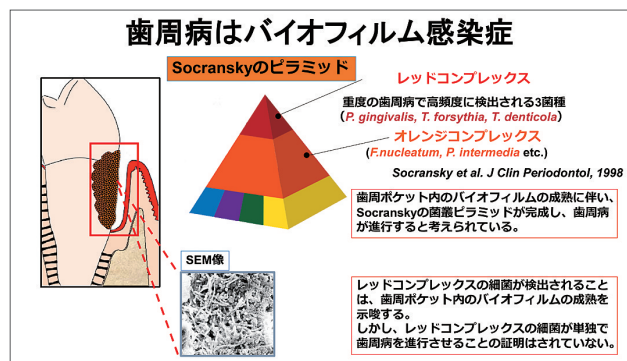 歯周病はバイオフィルム感染症
Socranskyのピラミッド
レッドコンプレックス
重度の歯周病で高頻度に検出される3菌種
（P. gingivalis, T. forsythia, T. denticola）
オレンジコンプレックス
(F.nucleatum, P. intermedia etc.)
Socransky et al. J Clin Periodontol, 1998
歯周ポケット内のバイオフィルムの成熟に伴い、
Socranskyの菌叢ピラミッドが完成し、歯周病
が進行すると考えられている。
SEM像
レッドコンプレックスの細菌が検出されること
は、歯周ポケット内のバイオフィルムの成熟を
示唆する。
しかし、レッドコンプレックスの細菌が単独で
歯周病を進行させることの証明はされていない。